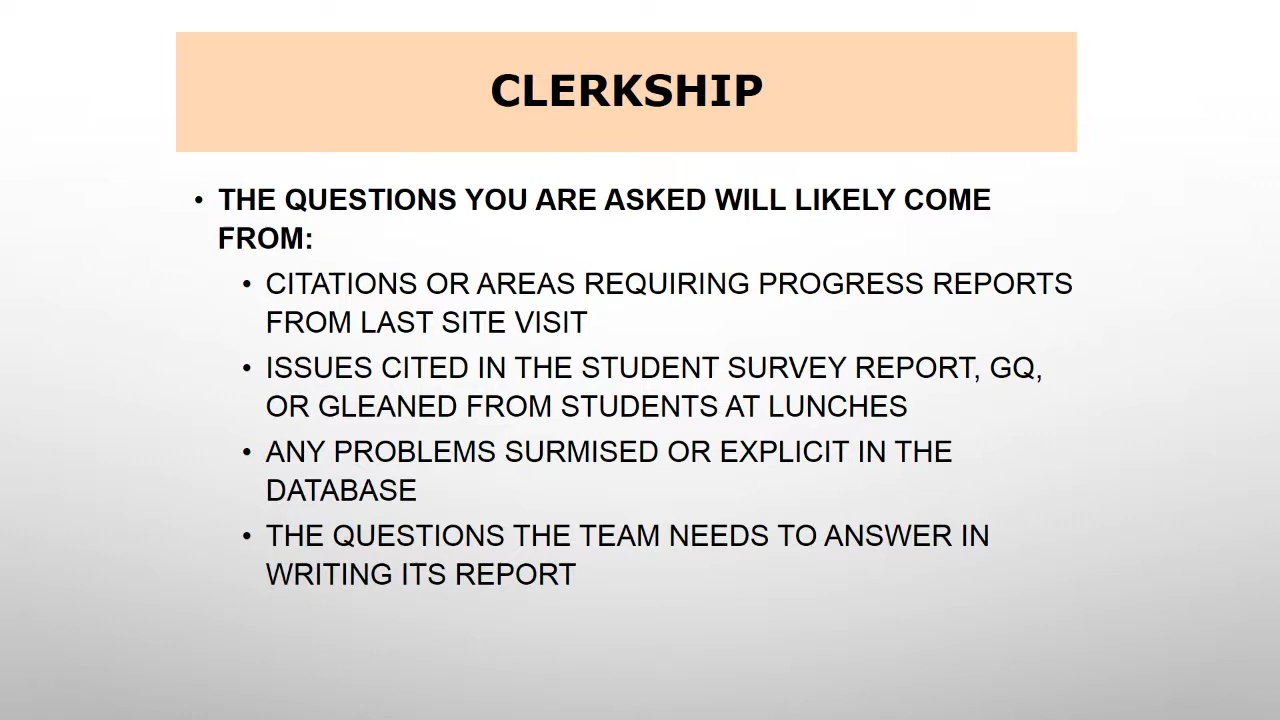 CLERKSHIP
• THE QUESTIONS YOU ARE ASKED WILL LIKELY COME
FROM:
• CITATIONS OR AREAS REQUIRING PROGRESS REPORTS
FROM LAST SITE VISIT
• ISSUES CITED IN THE STUDENT SURVEY REPORT, GQ,
OR GLEANED FROM STUDENTS AT LUNCHES
• ANY PROBLEMS SURMISED OR EXPLICIT IN THE
DATABASE
• THE QUESTIONS THE TEAM NEEDS TO ANSWER IN
WRITING ITS REPORT